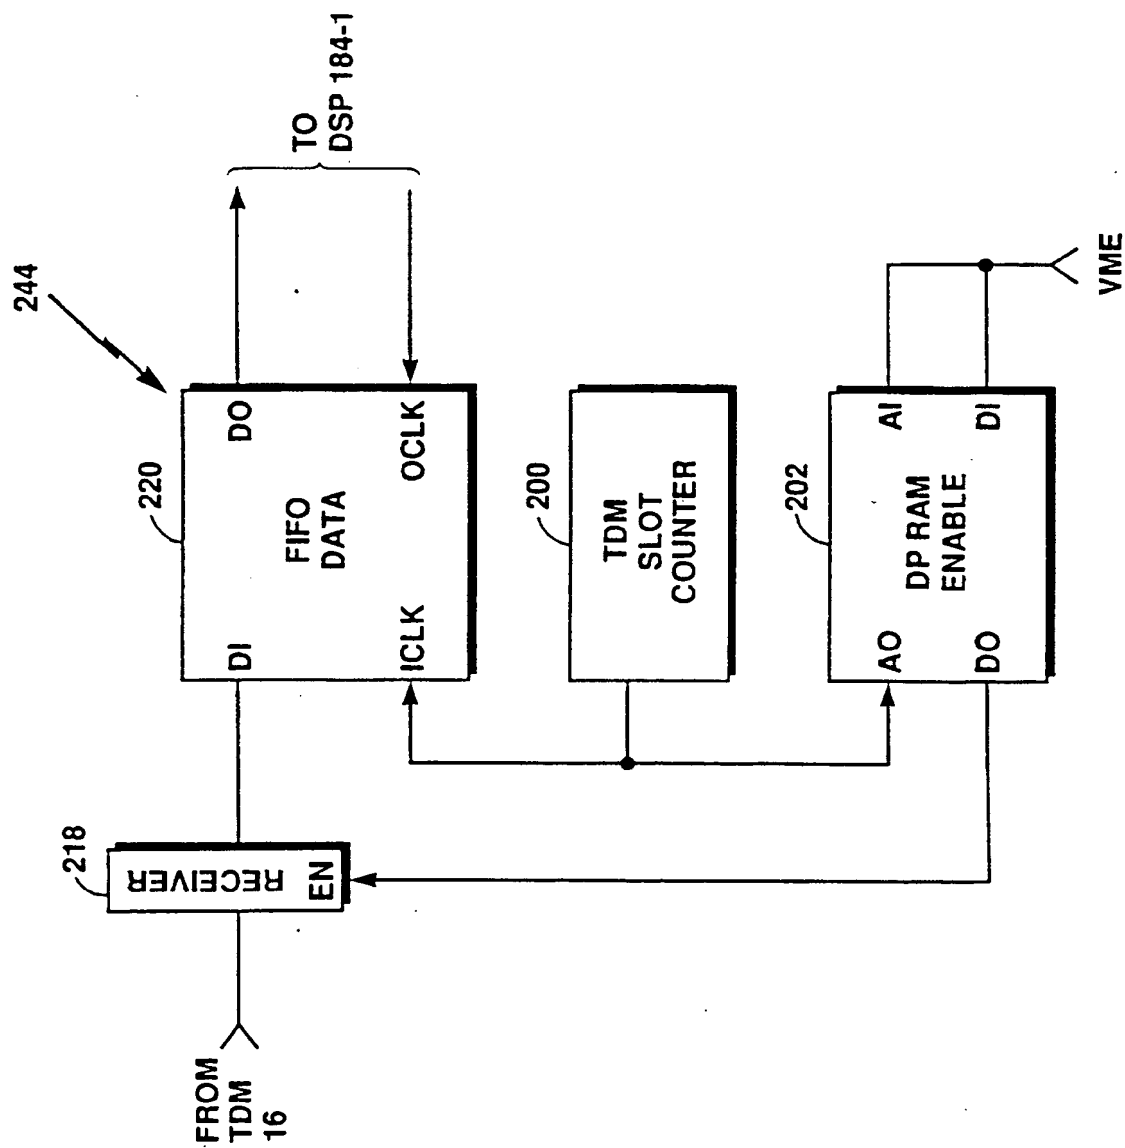 244
FROM
TDM
16
218
RECEIVER
EN
220
DI
DO
FIFO
DATA
ICLK
OCLK
TO
DSP 184-1
200
TDM
SLOT
COUNTER
202
AO
AI
DP RAM
ENABLE
DO
DI
VME